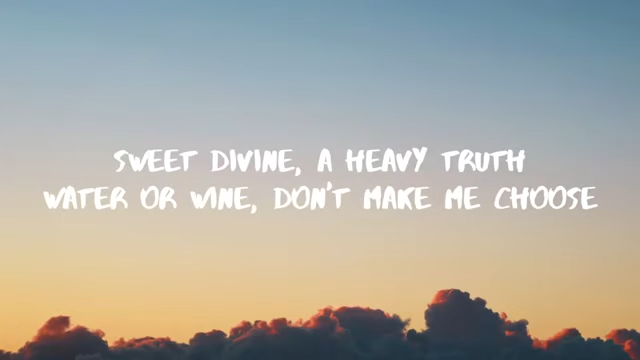 SWEET DIVINE, A HEAVY TRUTH
WATER OR WINE, DON'T MAKE ME CHOOSE